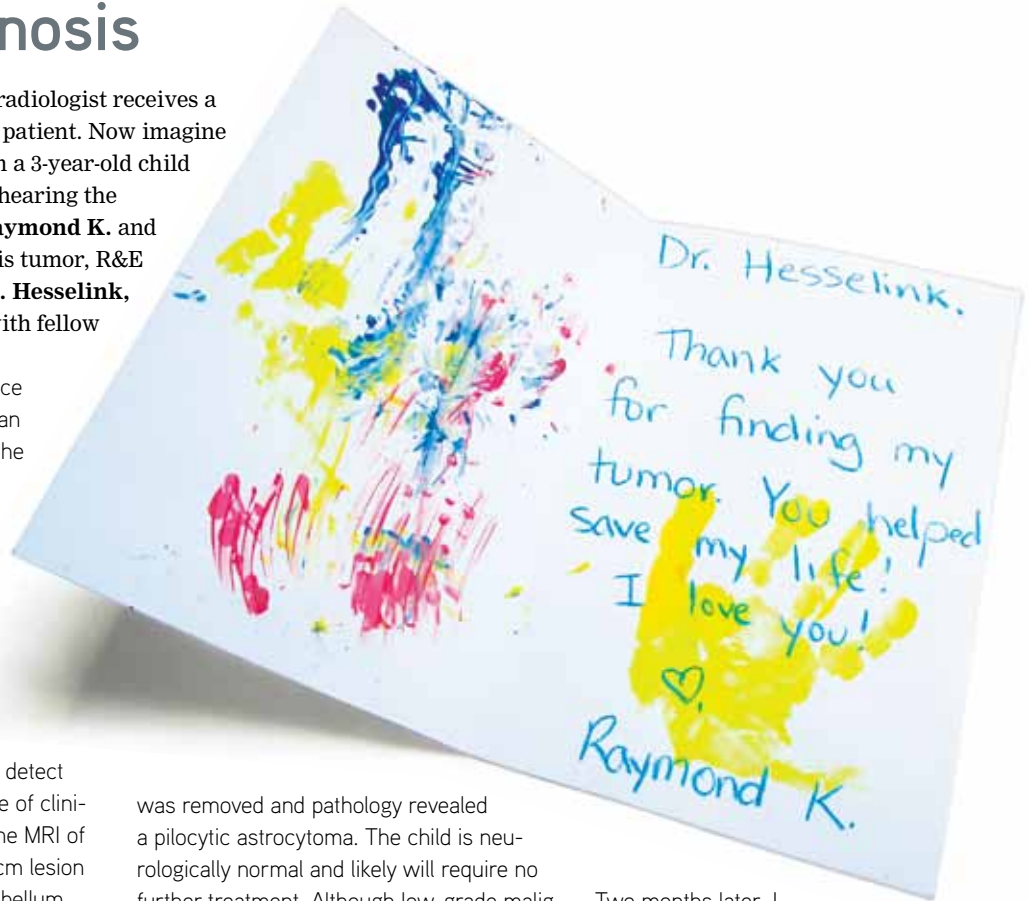 nosis
radiologist receives a
patient. Now imagine
a 3-year-old child
hearing the
aymond K. and
is tumor, R&E
. Hesselink,
with fellow
ce
an
he
detect
e of clini-
he MRI of
cm lesion
bellum
was removed and pathology revealed
a pilocytic astrocytoma. The child is neu-
rologically normal and likely will require no
further treatment. Although low-grade malig-
Two months later, I
Dr. Hesselink.
Thank you
for finding my
tumor. You helped
save my life!
I love you!
♡,
Raymond K.